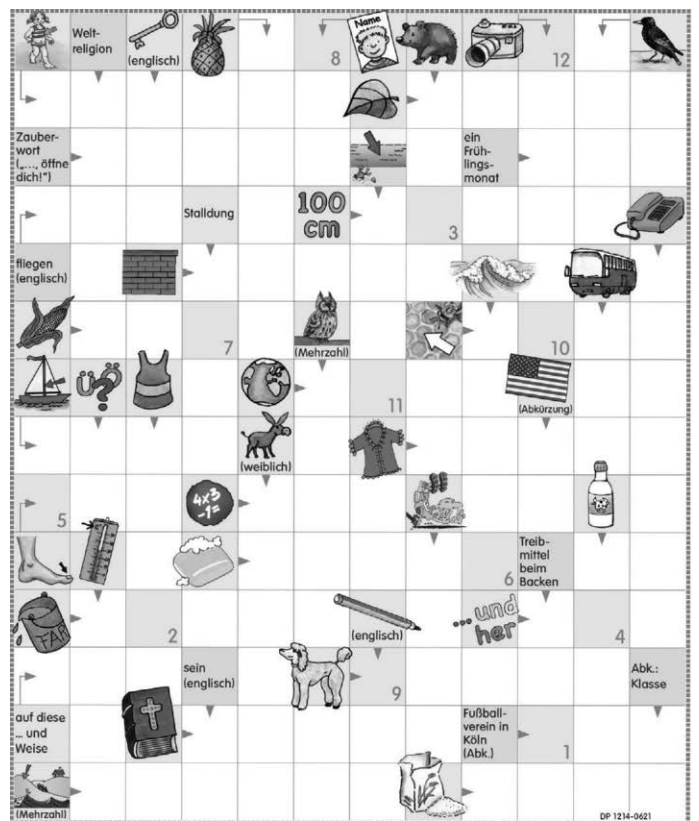 Welt-
religion
(englisch)
8
Name
12
Zauber-
wort
(„..., öffne
dich!“)
ein
Früh-
lings-
monat
Stalldung
100
cm
3
fliegen
(englisch)
7
(Mehrzahl)
10
Ü Ö
?
11
(Abkürzung)
(weiblich)
5
4x3
-1=
6
Treib-
mittel
beim
Backen
FAR
2
(englisch)
... und
her
4
sein
(englisch)
9
Abk.:
Klasse
auf diese
... und
Weise
Fußball-
verein in
Köln
(Abk.)
1
(Mehrzahl)
DP 1214-0621